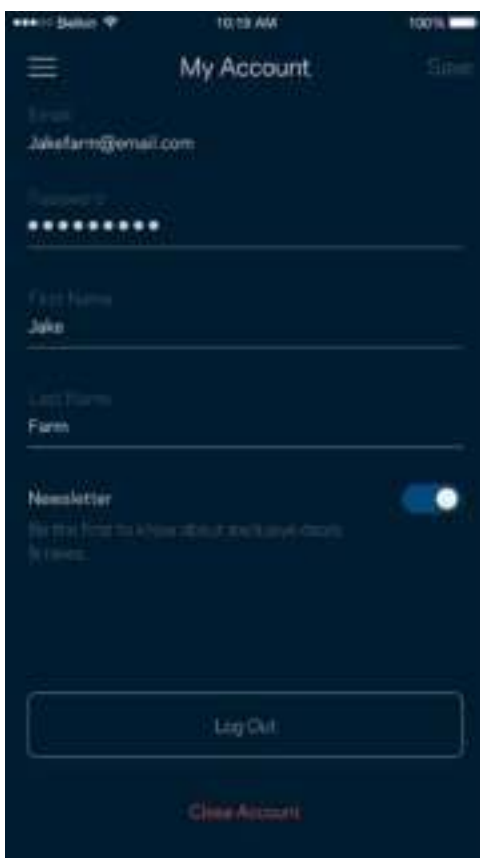 Belkin 10:19 AM 100%
My Account Save
Email
Jakefarm@email.com
Password
First Name
Jake
Last Name
Farm
Newsletter
Be the first to know about exclusive deals
& news.
Log Out
Close Account